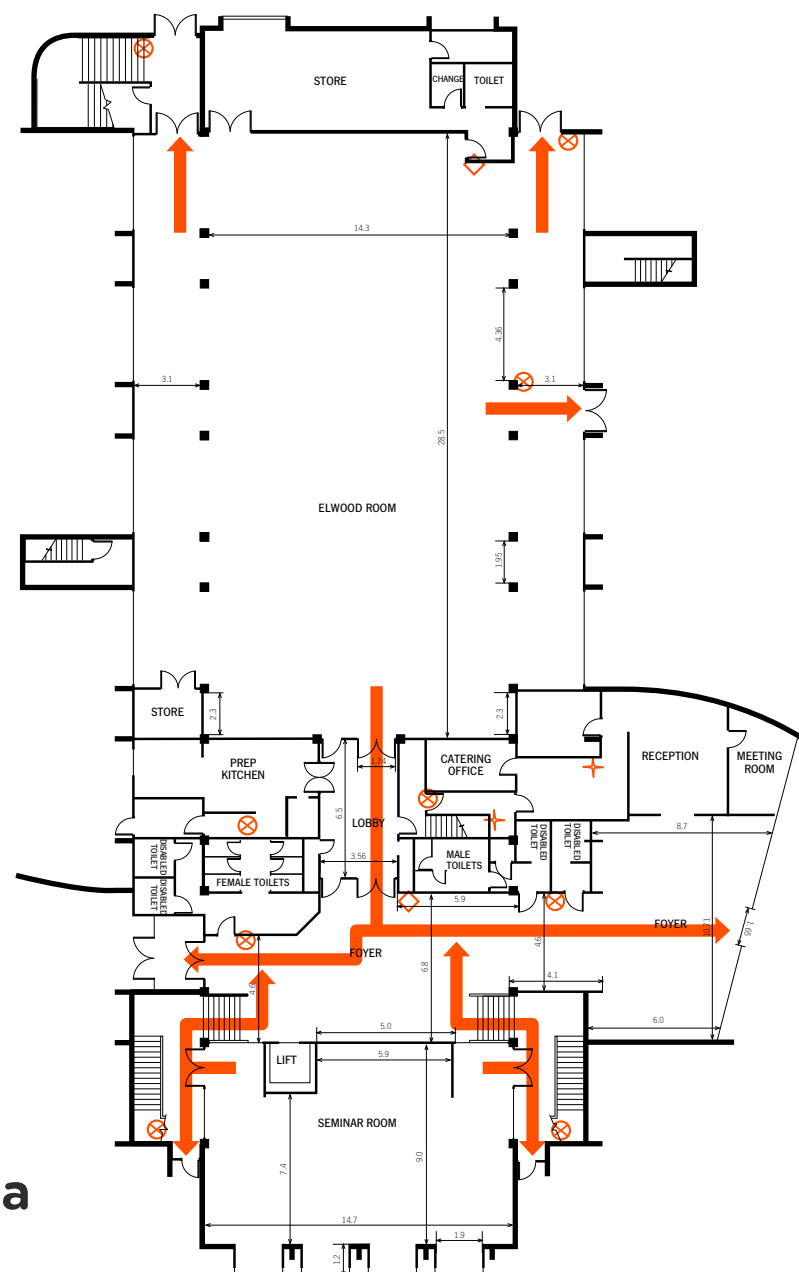 STORE
CHANGE
TOILET
14.3
4.36
3.1
3.1
28.5
ELWOOD ROOM
1.95
STORE
2.3
2.3
PREP
KITCHEN
1.74
CATERING
OFFICE
RECEPTION
MEETING
ROOM
6.5
LOBBY
8.7
DISABLED
TOILET
DISABLED
TOILET
DISABLED
TOILET
3.56
MALE
TOILETS
FEMALE TOILETS
DISABLED
TOILET
5.9
FOYER
10.71
1.65
4.6
FOYER
6.8
4.1
4.6
5.0
6.0
LIFT
5.9
SEMINAR ROOM
7.4
9.0
a
14.7
1.9
1.2